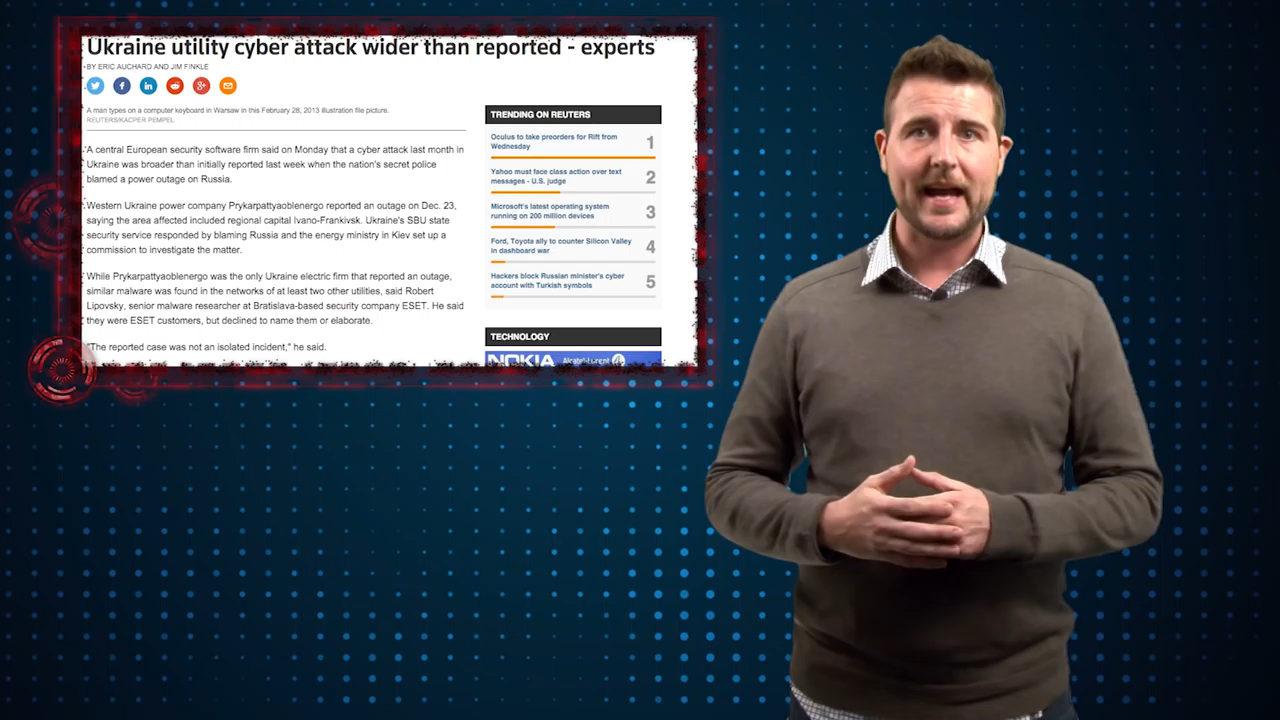 Ukraine utility cyber attack wider than reported - experts
BY ERIC AUCHARD AND JIM FINKLE
A man types on a computer keyboard in Warsaw in this February 28, 2013 illustration file picture.
REUTERS/KACPER PEMPEL
A central European security software firm said on Monday that a cyber attack last month in
Ukraine was broader than initially reported last week when the nation's secret police
blamed a power outage on Russia.
Western Ukraine power company Prykarpattyaoblenergo reported an outage on Dec. 23,
saying the area affected included regional capital Ivano-Frankivsk. Ukraine's SBU state
security service responded by blaming Russia and the energy ministry in Kiev set up a
commission to investigate the matter.
While Prykarpattyaoblenergo was the only Ukraine electric firm that reported an outage,
similar malware was found in the networks of at least two other utilities, said Robert
Lipovsky, senior malware researcher at Bratislava-based security company ESET. He said
they were ESET customers, but declined to name them or elaborate.
"The reported case was not an isolated incident," he said.
TRENDING ON REUTERS
Oculus to take preorders for Rift from
Wednesday
1
Yahoo must face class action over text
messages - U.S. judge
2
Microsoft's latest operating system
running on 200 million devices
3
Ford, Toyota ally to counter Silicon Valley
in dashboard war
4
Hackers block Russian minister's cyber
account with Turkish symbols
5
TECHNOLOGY
NOKIA Alcatel-Lucent